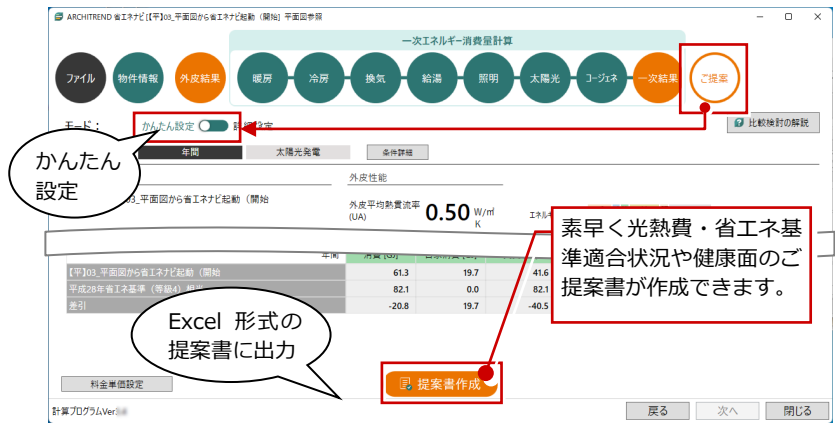 ARCHITREND 省エネナビ [【平】03_平面図から省エネナビ起動（開始] 平面図参照
一次エネルギー消費量計算
ファイル 物件情報 外皮結果 暖房 冷房 換気 給湯 照明 太陽光 コージェネ 一次結果 ご提案
モード： かんたん設定 詳細設定 比較検討の解説
かんたん
設定
年間 太陽光発電 条件詳細
外皮性能
03_平面図から省エネナビ起動（開始
外皮平均熱貫流率
(UA) 0.50 W/㎡
K
素早く光熱費・省エネ基
準適合状況や健康面のご
提案書が作成できます。
年間
【平】03_平面図から省エネナビ起動（開始 61.3 19.7 41.6
平成28年省エネ基準（等級4）相当 82.1 0.0 82.1
差引 -20.8 19.7 -40.5
Excel 形式の
提案書に出力
料金単価設定 提案書作成
計算プログラムVer
戻る 次へ 閉じる